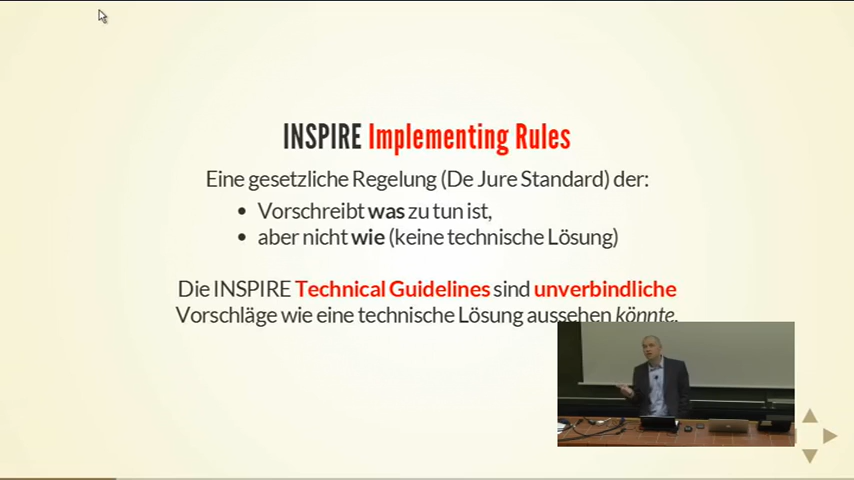 INSPIRE Implementing Rules
Eine gesetzliche Regelung (De Jure Standard) der:
• Vorschreibt was zu tun ist,
• aber nicht wie (keine technische Lösung)
Die INSPIRE Technical Guidelines sind unverbindliche
Vorschläge wie eine technische Lösung aussehen könnte.